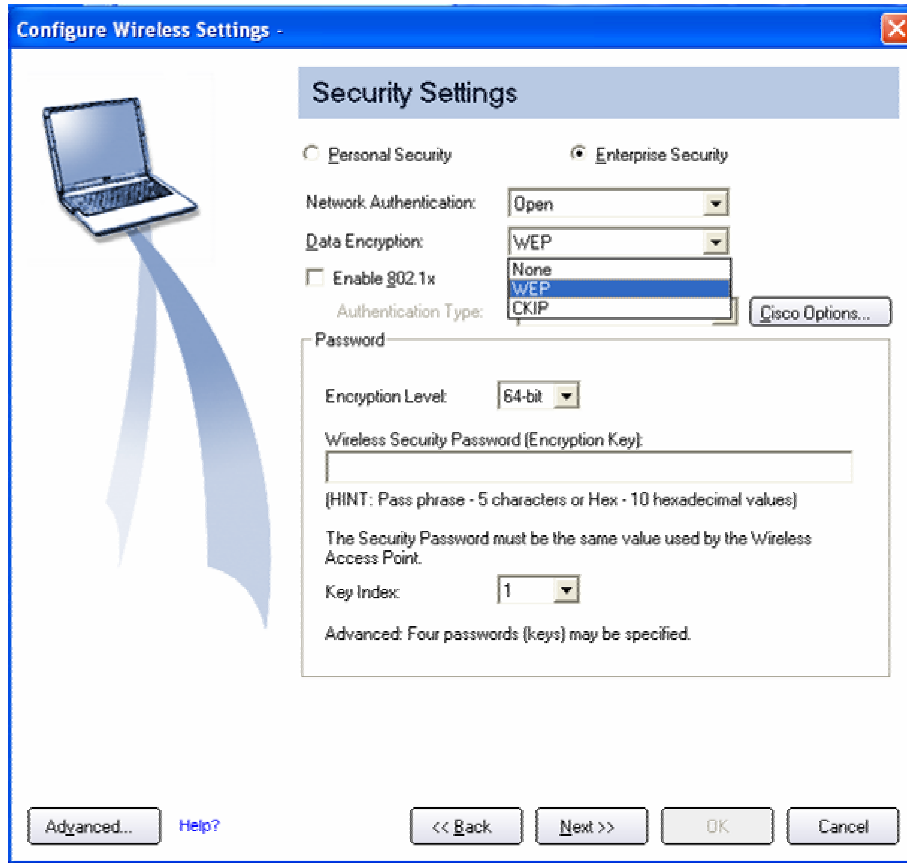 Configure Wireless Settings -
Security Settings
Personal Security
Enterprise Security
Network Authentication:
Open
Data Encryption:
WEP
None
WEP
CKIP
Enable 802.1x
Authentication Type:
Cisco Options...
Password
Encryption Level:
64-bit
Wireless Security Password (Encryption Key):
(HINT: Pass phrase - 5 characters or Hex - 10 hexadecimal values)
The Security Password must be the same value used by the Wireless
Access Point.
Key Index:
1
Advanced: Four passwords (keys) may be specified.
Advanced...
Help?
<< Back
Next >>
OK
Cancel